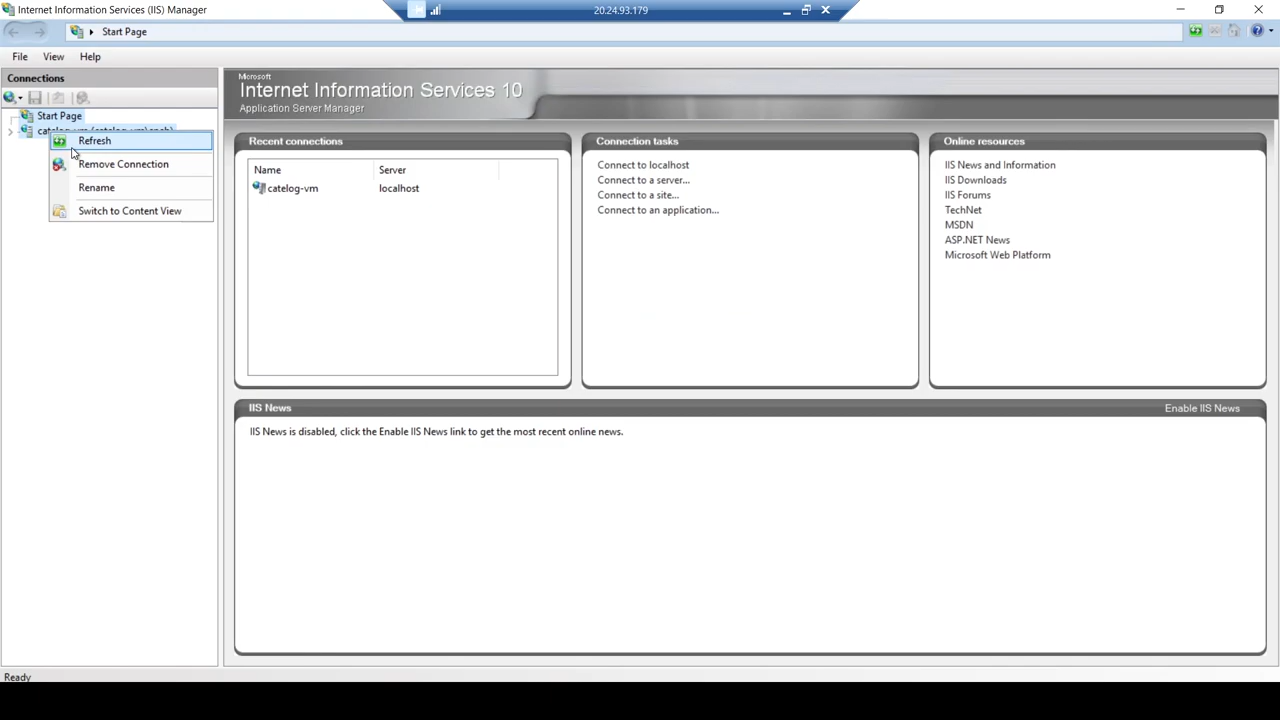 Internet Information Services (IIS) Manager
20.24.93.179
Start Page
File View Help
Connections
Start Page
Refresh
Remove Connection
Rename
Switch to Content View
Microsoft
Internet Information Services 10
Application Server Manager
Recent connections
Name Server
catelog-vm localhost
Connection tasks
Connect to localhost
Connect to a server...
Connect to a site...
Connect to an application...
Online resources
IIS News and Information
IIS Downloads
IIS Forums
TechNet
MSDN
ASP.NET News
Microsoft Web Platform
IIS News
Enable IIS News
IIS News is disabled, click the Enable IIS News link to get the most recent online news.
Ready